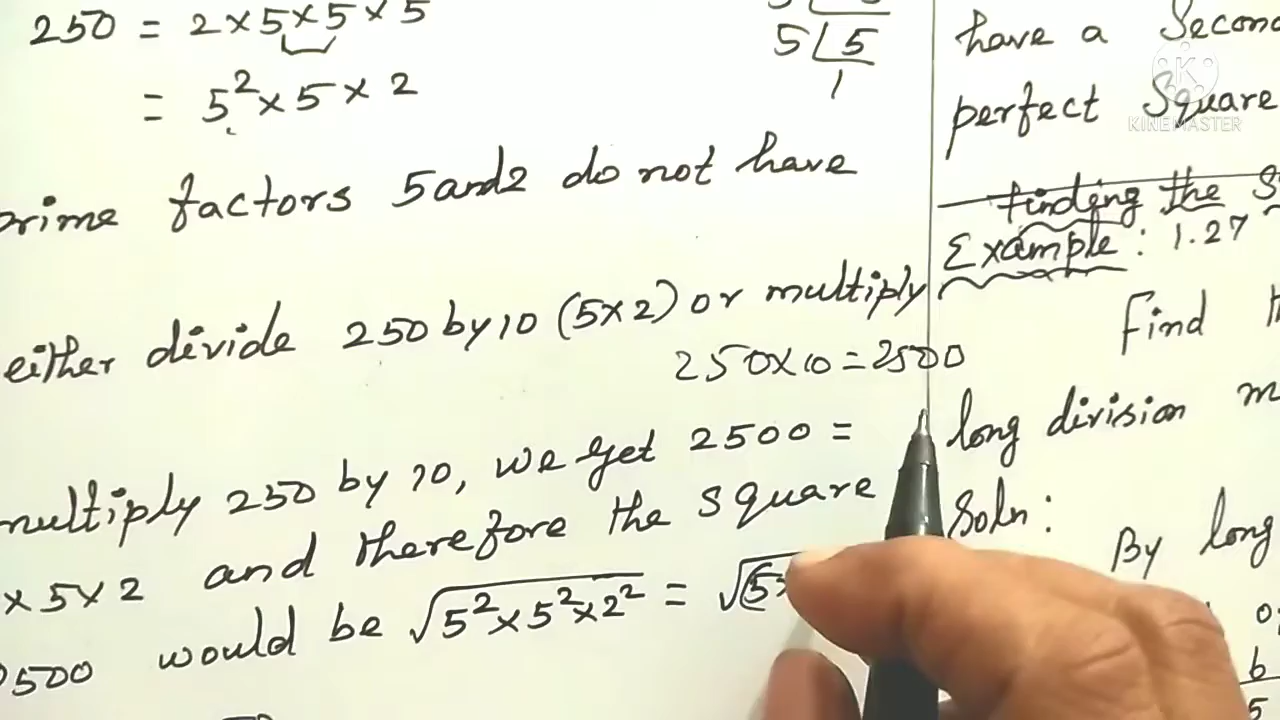 250 = 2 × 5 × 5 × 5
= 5² × 5 × 2
prime factors 5 and 2 do not have
either divide 250 by 10 (5×2) or multiply
250×10 = 2500
multiply 250 by 10, we get 2500 =
× 5 × 2 and therefore the square
2500 would be √5²×5²×2² = √(5
5 5
1
have a Second
perfect Square
KINEMASTER
finding the S
Example: 1.27
Find
long division m
Soln:
By long
b
5